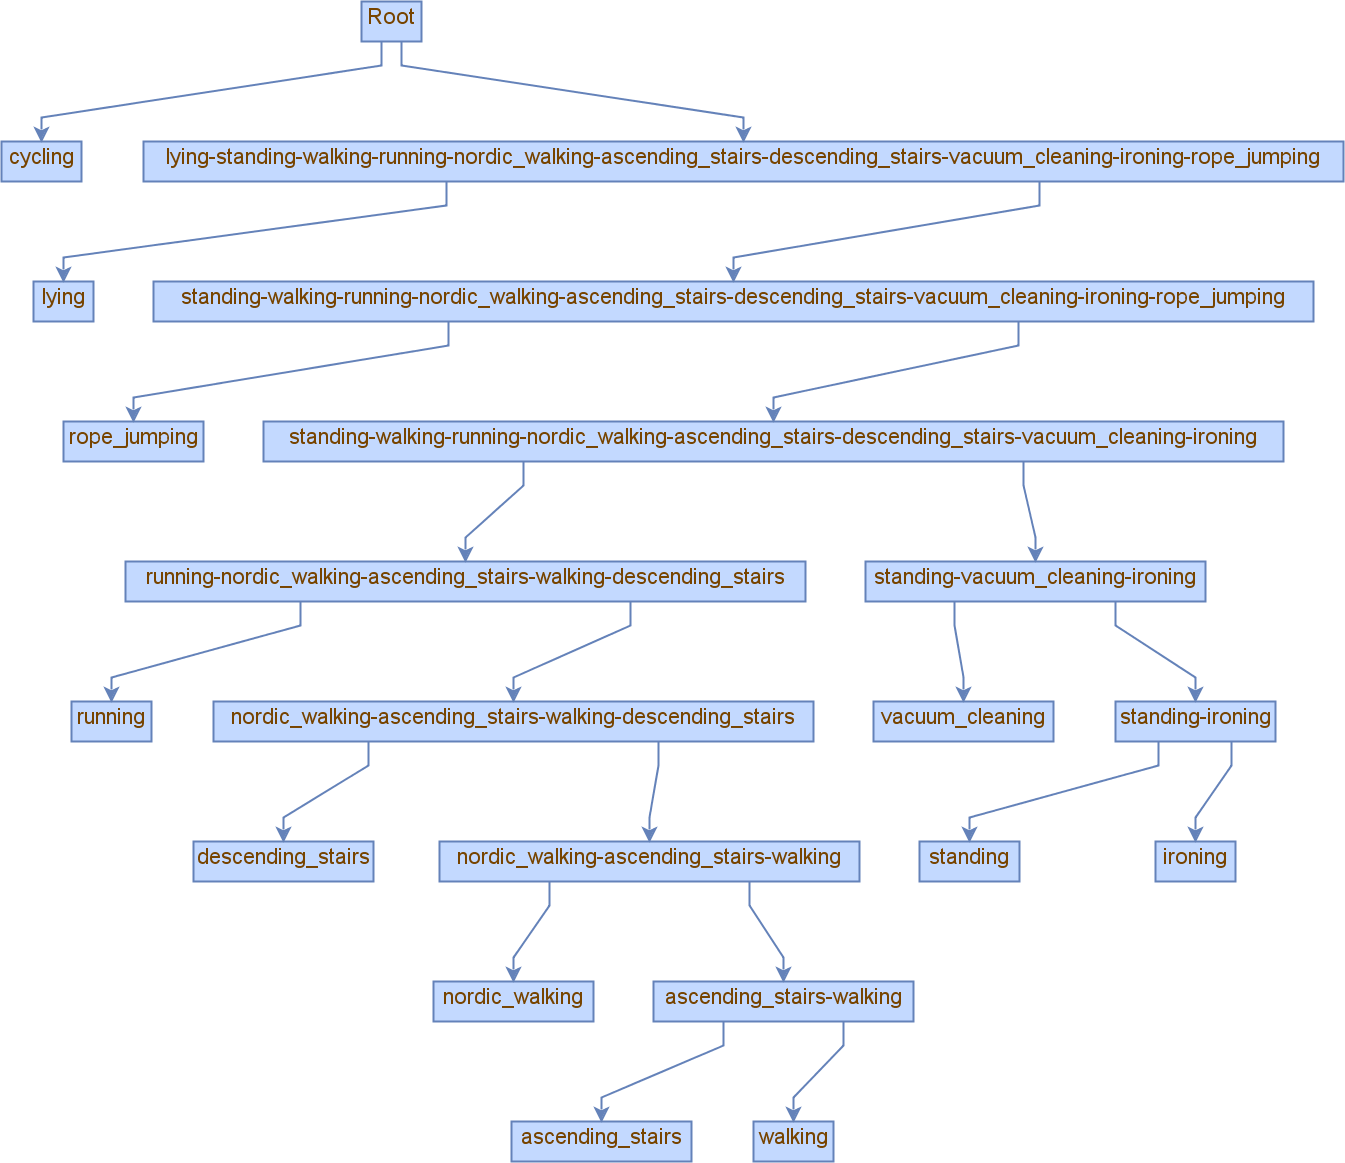 Root
cycling
lying-standing-walking-running-nordic_walking-ascending_stairs-descending_stairs-vacuum_cleaning-ironing-rope_jumping
lying
standing-walking-running-nordic_walking-ascending_stairs-descending_stairs-vacuum_cleaning-ironing-rope_jumping
rope_jumping
standing-walking-running-nordic_walking-ascending_stairs-descending_stairs-vacuum_cleaning-ironing
running-nordic_walking-ascending_stairs-walking-descending_stairs
standing-vacuum_cleaning-ironing
running
nordic_walking-ascending_stairs-walking-descending_stairs
vacuum_cleaning
standing-ironing
descending_stairs
nordic_walking-ascending_stairs-walking
standing
ironing
nordic_walking
ascending_stairs-walking
ascending_stairs
walking